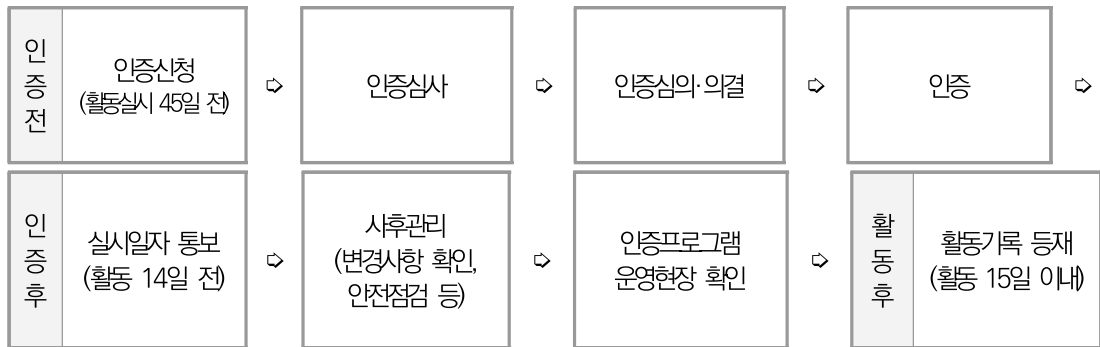 인증전
인증신청
(활동실시 45일 전)
➯
인증심사
➯
인증심의·의결
➯
인증
➯
인증후
실시일자 통보
(활동 14일 전)
➯
사후관리
(변경사항 확인,
안전점검 등)
➯
인증프로그램
운영현장 확인
➯
활동후
활동기록 등재
(활동 15일 이내)